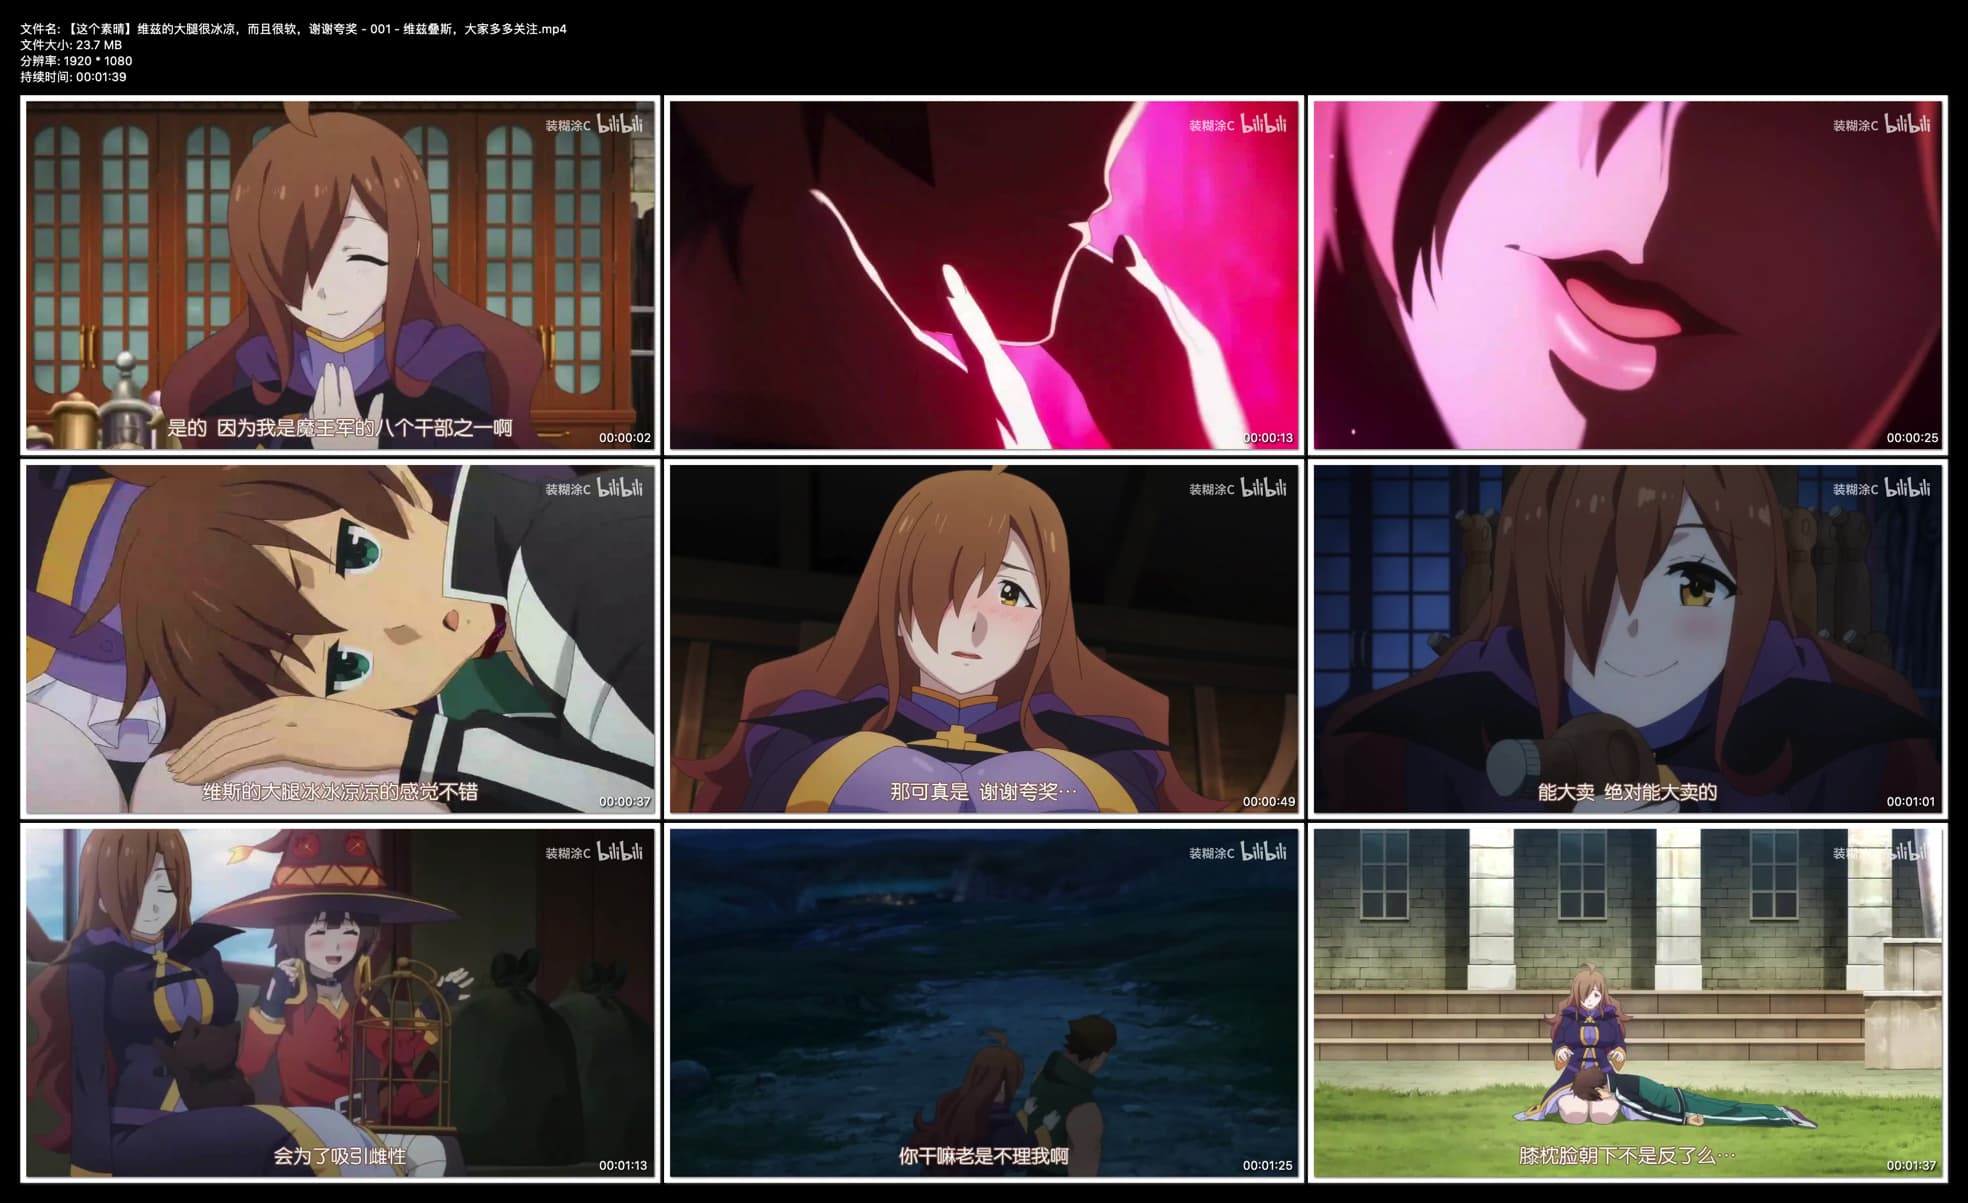 文件名: 【这个素晴】维兹的大腿很冰凉，而且很软，谢谢夸奖 - 001 - 维兹叠斯，大家多多关注.mp4
文件大小: 23.7 MB
分辨率: 1920 * 1080
持续时间: 00:01:39
装糊涂C bilibili
是的 因为我是魔王军的八个干部之一啊
00:00:02
装糊涂C bilibili
00:00:13
装糊涂C bilibili
00:00:25
装糊涂C bilibili
维斯的大腿冰冰凉凉的感觉不错
00:00:37
装糊涂C bilibili
那可真是 谢谢夸奖…
00:00:49
装糊涂C bilibili
能大卖 绝对能大卖的
00:01:01
装糊涂C bilibili
会为了吸引雌性
00:01:13
装糊涂C bilibili
你干嘛老是不理我啊
00:01:25
装糊涂C bilibili
膝枕脸朝下不是反了么…
00:01:37